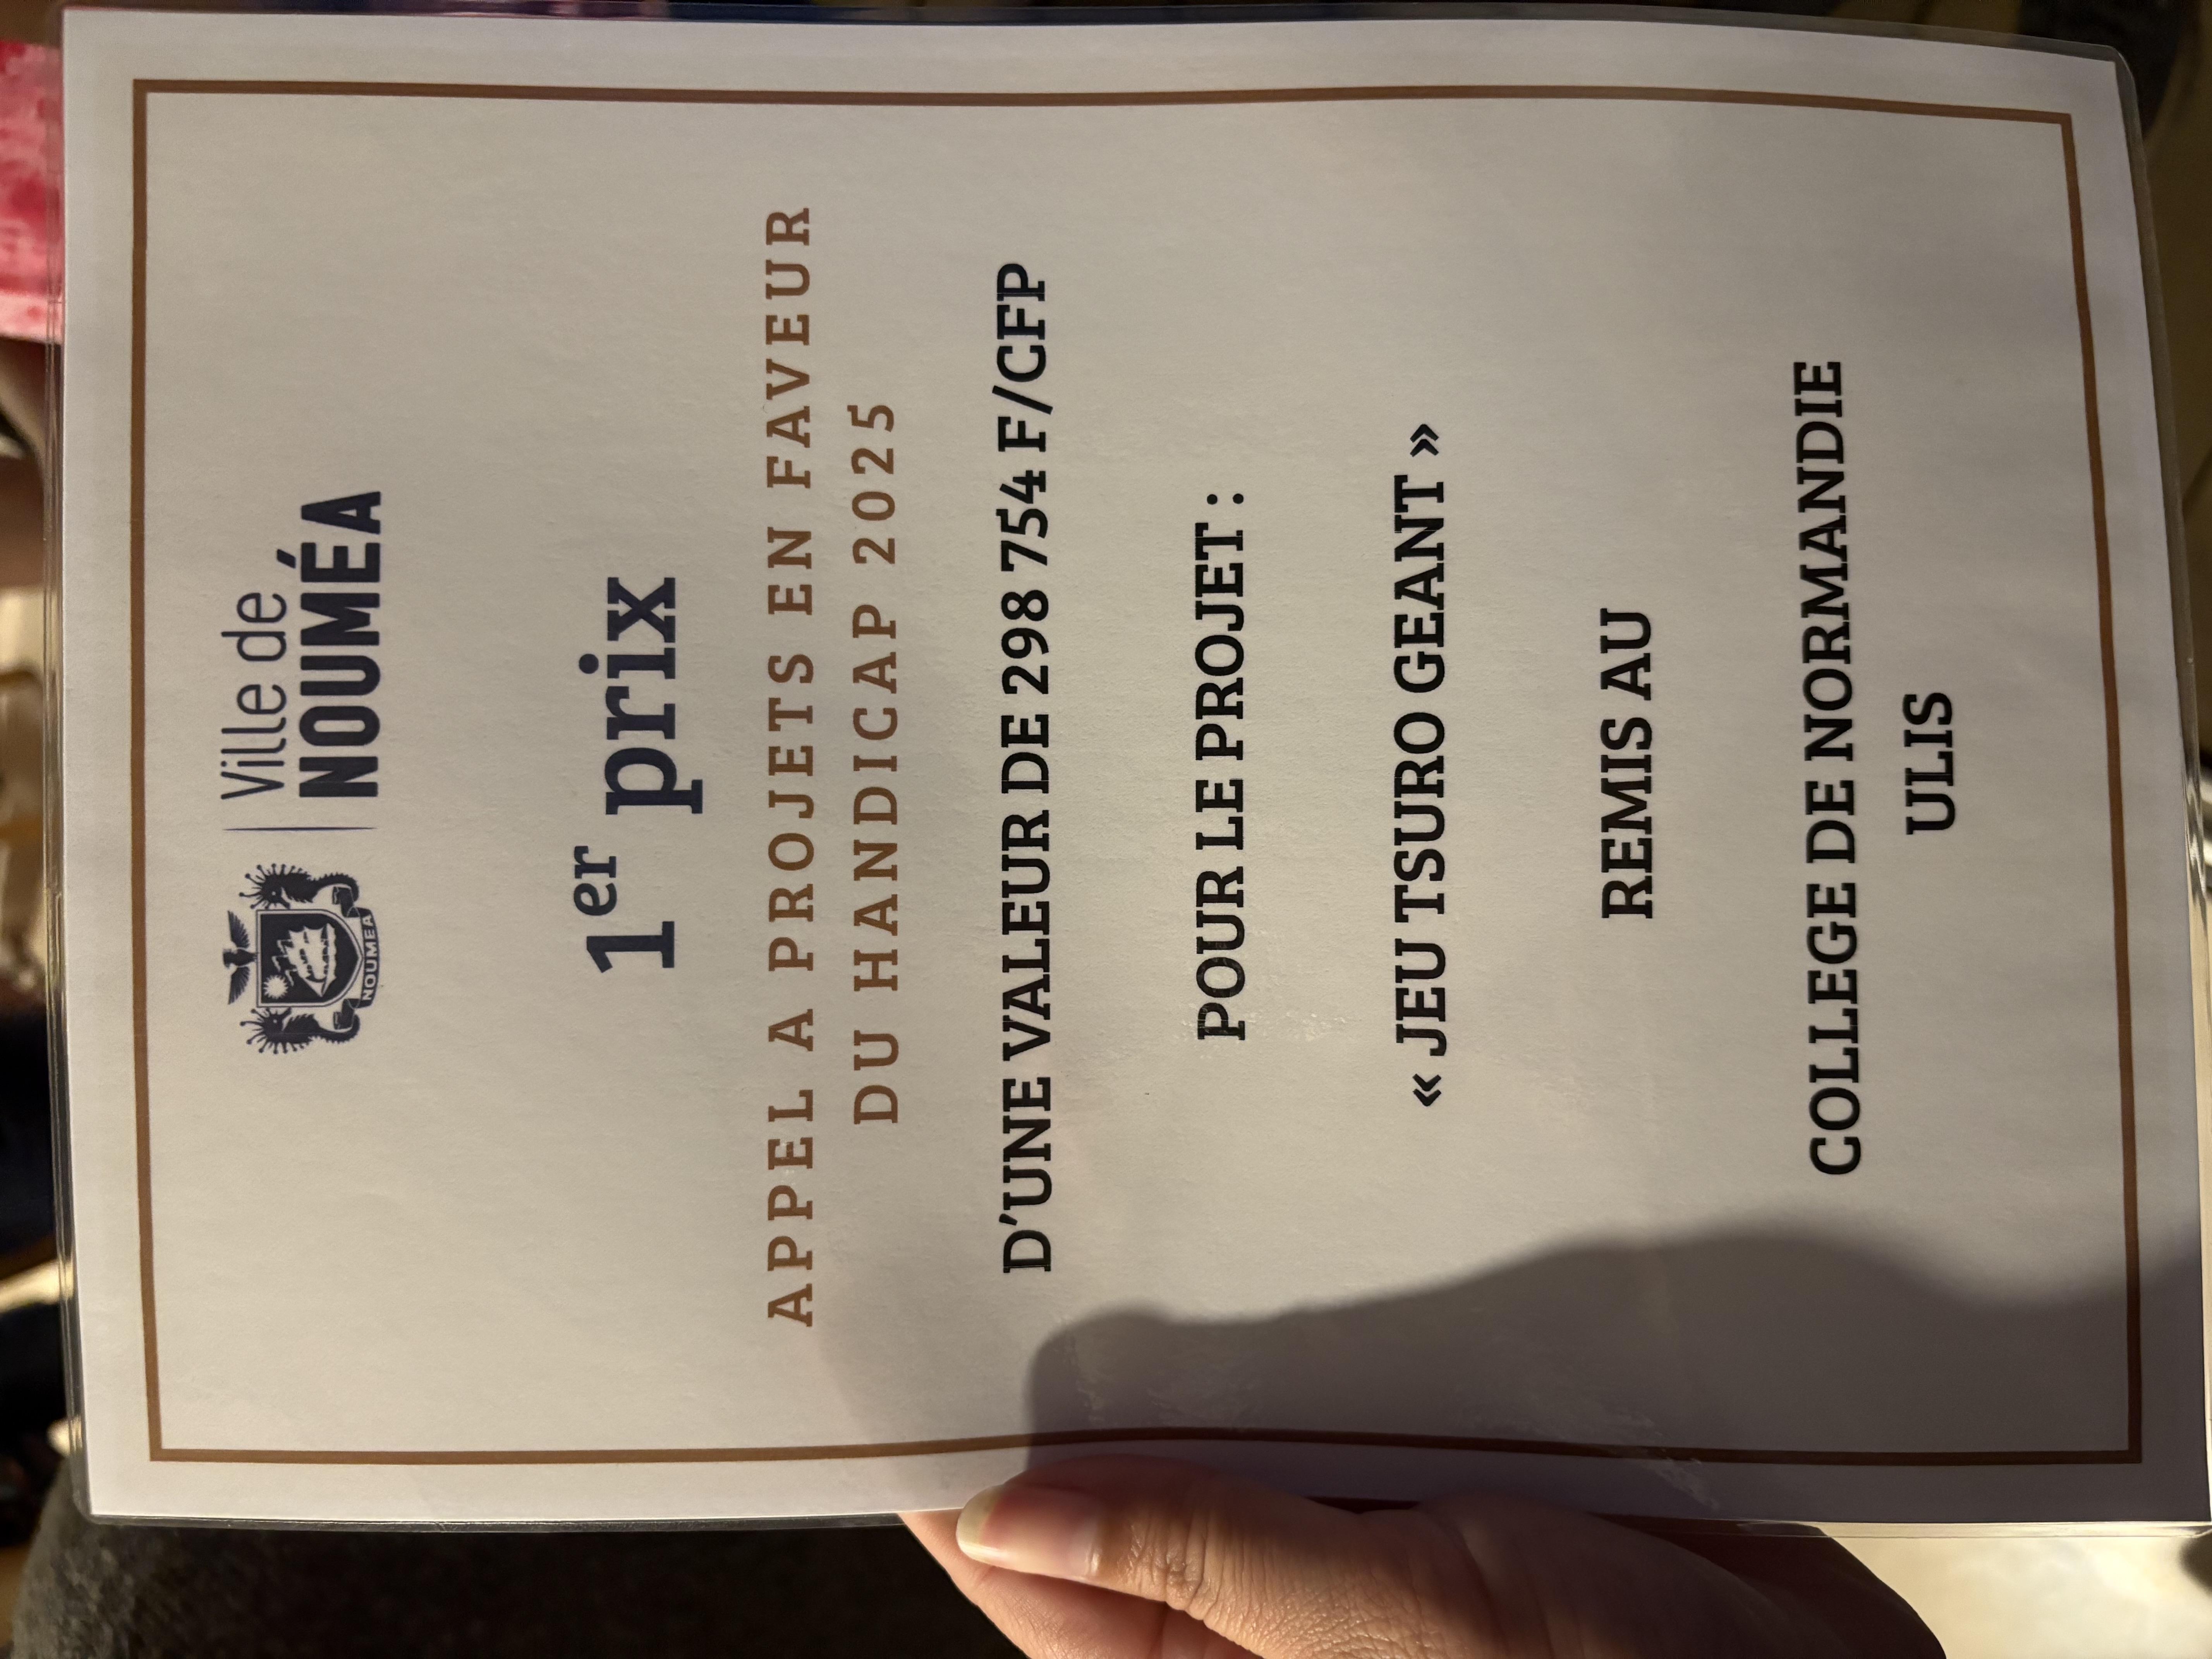 Ville de
NOUMÉA
NOUMEA
1er prix
APPEL A PROJETS EN FAVEUR
DU HANDICAP 2025
D'UNE VALEUR DE 298 754 F/CFP
POUR LE PROJET :
« JEU TSURO GEANT »
REMIS AU
COLLEGE DE NORMANDIE
ULIS